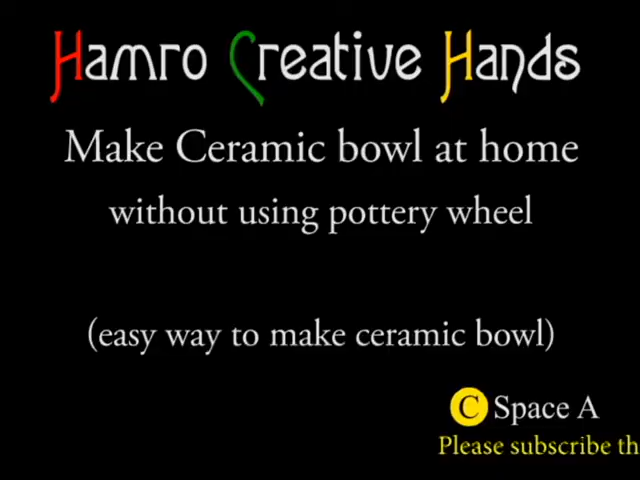 Hamro Creative Hands
Make Ceramic bowl at home
without using pottery wheel
(easy way to make ceramic bowl)
C Space A
Please subscribe th